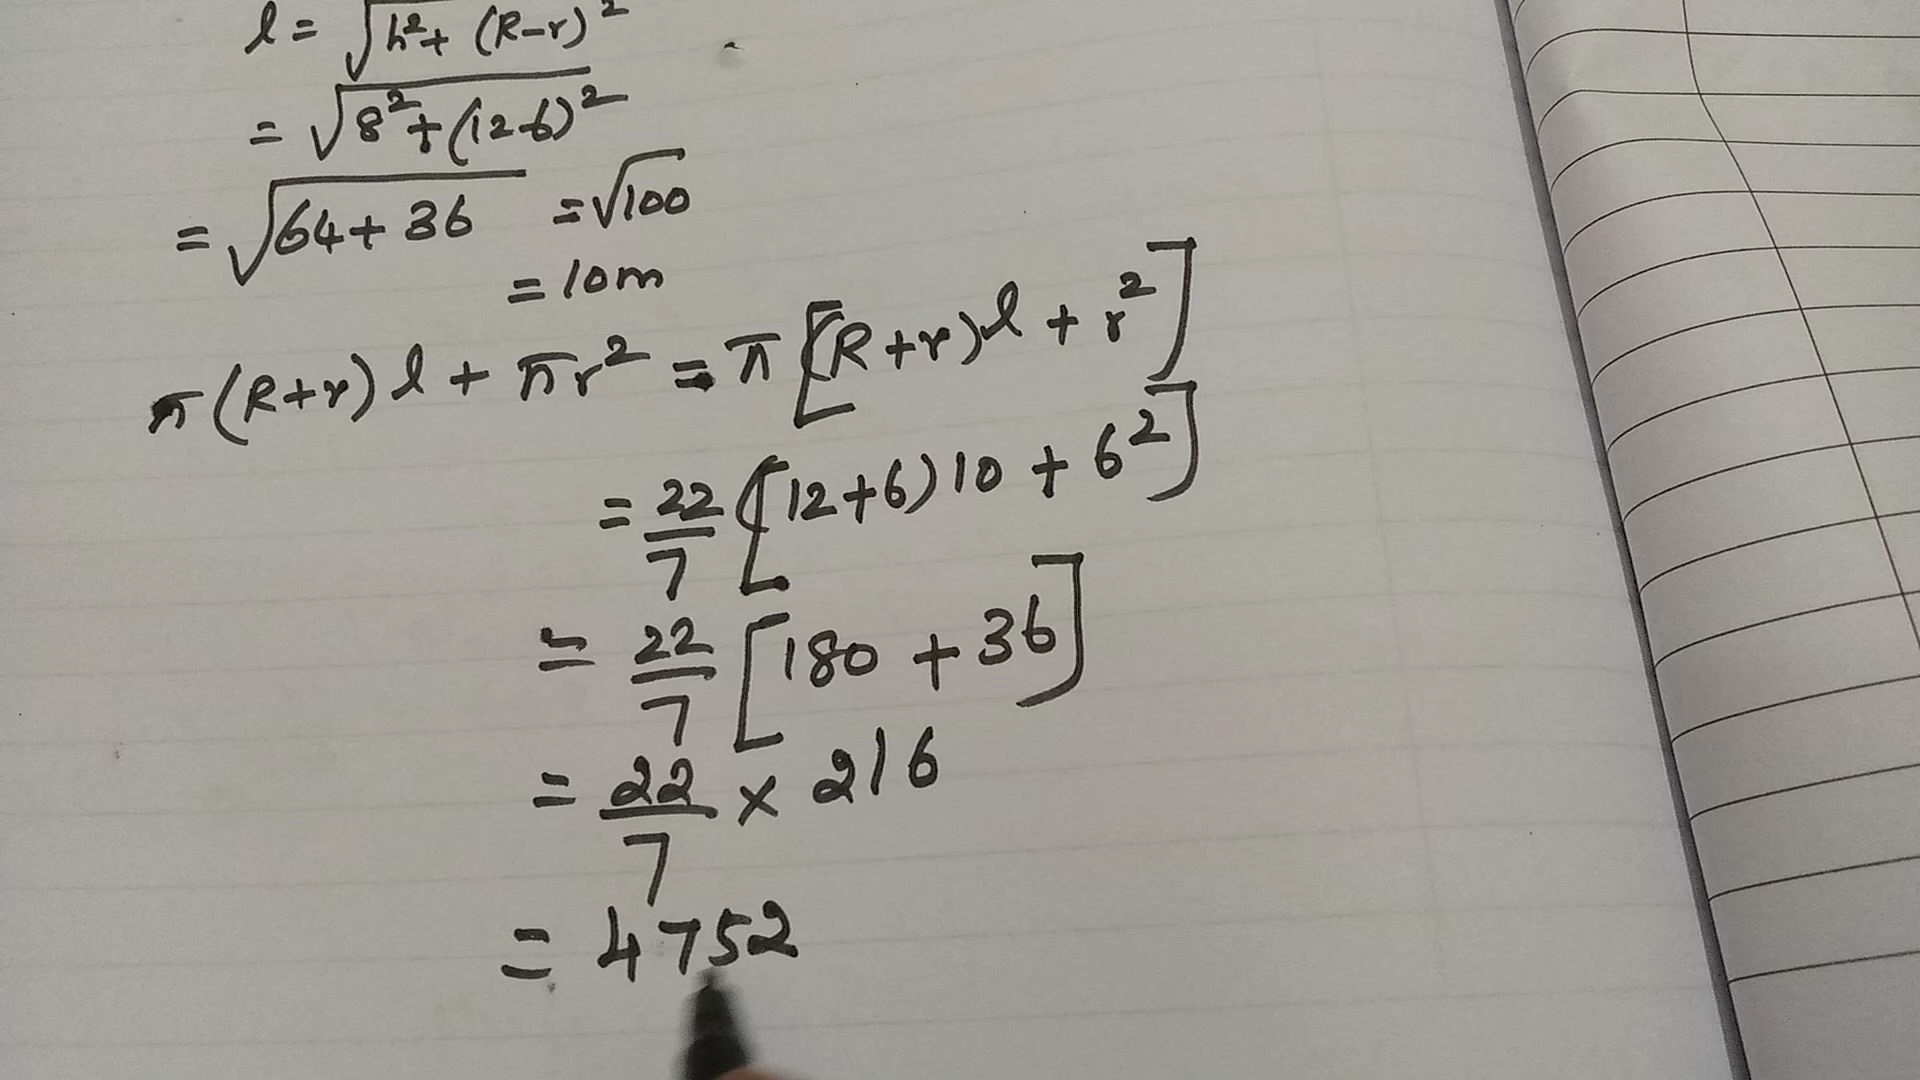 l = √h²+ (R-r)²
= √8²+(12-6)²
= √64+36 = √100
= 10m
π(R+r)l + πr² = π[(R+r)l + r²]
= 22/7 [(12+6)10 + 6²]
= 22/7 [180 + 36]
= 22/7 × 216
= 4752